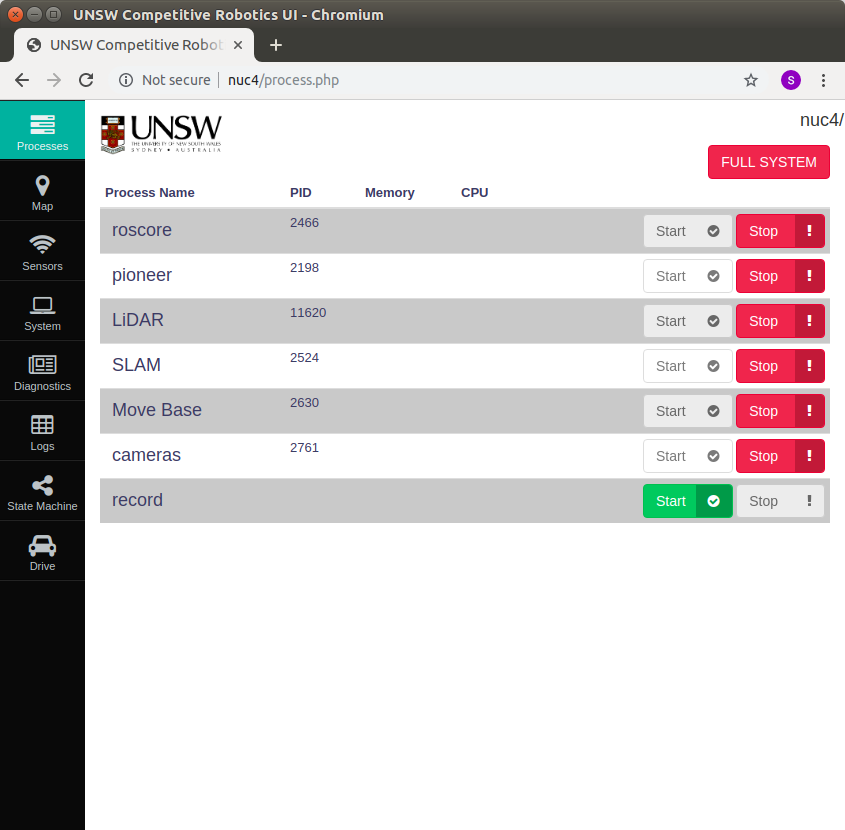 UNSW Competitive Robotics UI - Chromium
UNSW Competitive Robot
Not secure | nuc4/process.php
S
nuc4/
UNSW
THE UNIVERSITY OF NEW SOUTH WALES
SYDNEY • AUSTRALIA
FULL SYSTEM
Processes
Map
Sensors
System
Diagnostics
Logs
State Machine
Drive
Process Name PID Memory CPU
roscore 2466 Start Stop !
pioneer 2198 Start Stop !
LiDAR 11620 Start Stop !
SLAM 2524 Start Stop !
Move Base 2630 Start Stop !
cameras 2761 Start Stop !
record Start Stop !